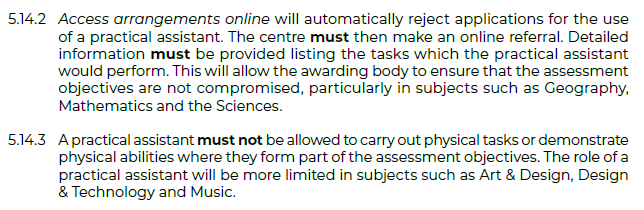 5.14.2 Access arrangements online will automatically reject applications for the use
of a practical assistant. The centre must then make an online referral. Detailed
information must be provided listing the tasks which the practical assistant
would perform. This will allow the awarding body to ensure that the assessment
objectives are not compromised, particularly in subjects such as Geography,
Mathematics and the Sciences.
5.14.3 A practical assistant must not be allowed to carry out physical tasks or demonstrate
physical abilities where they form part of the assessment objectives. The role of a
practical assistant will be more limited in subjects such as Art & Design, Design
& Technology and Music.